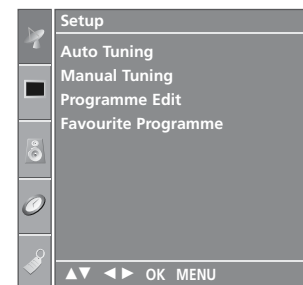 Setup
Auto Tuning
Manual Tuning
Programme Edit
Favourite Programme
▲▼ ◄► OK MENU